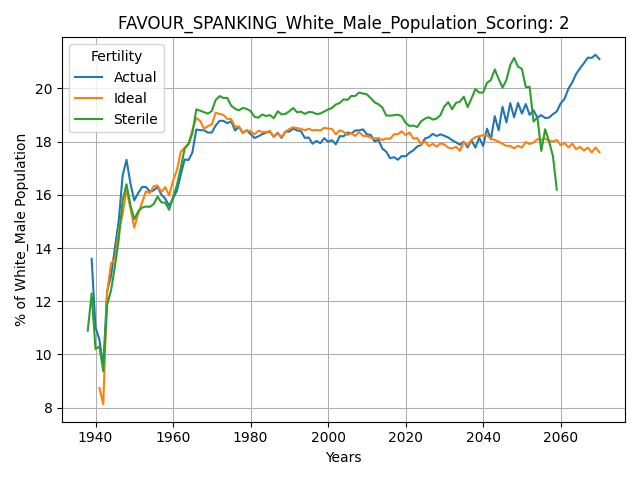 FAVOUR_SPANKING_White_Male_Population_Scoring: 2
Fertility
Actual
Ideal
Sterile
% of White_Male Population
20
18
16
14
12
10
8
1940 1960 1980 2000 2020 2040 2060
Years